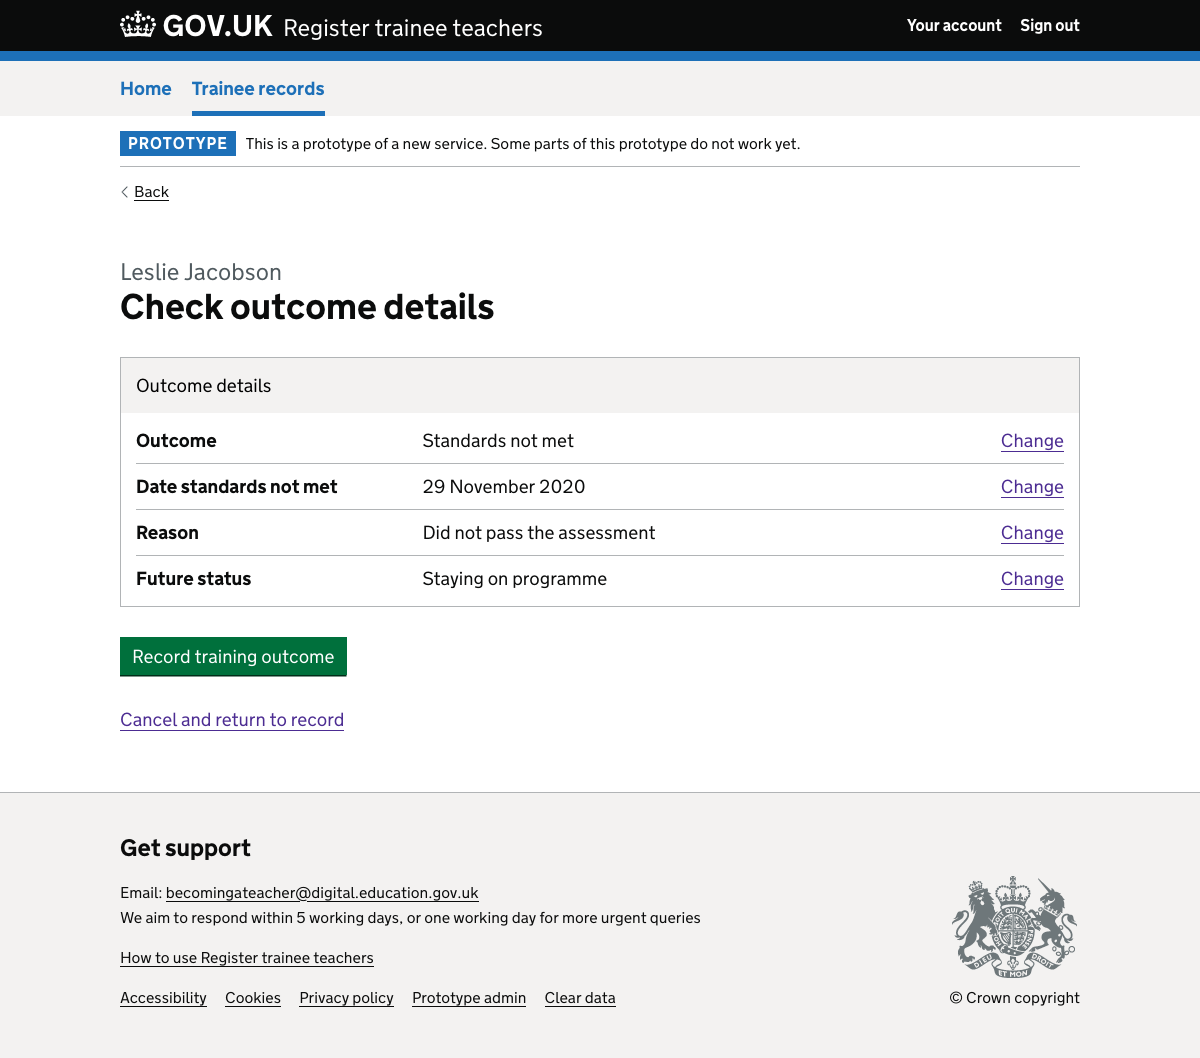 GOV.UK Register trainee teachers Your account Sign out
Home Trainee records
PROTOTYPE This is a prototype of a new service. Some parts of this prototype do not work yet.
Back
Leslie Jacobson
Check outcome details
Outcome details
Outcome Standards not met Change
Date standards not met 29 November 2020 Change
Reason Did not pass the assessment Change
Future status Staying on programme Change
Record training outcome
Cancel and return to record
Get support
Email: becomingateacher@digital.education.gov.uk
We aim to respond within 5 working days, or one working day for more urgent queries
How to use Register trainee teachers
DIEU ET MON DROIT
Accessibility Cookies Privacy policy Prototype admin Clear data © Crown copyright